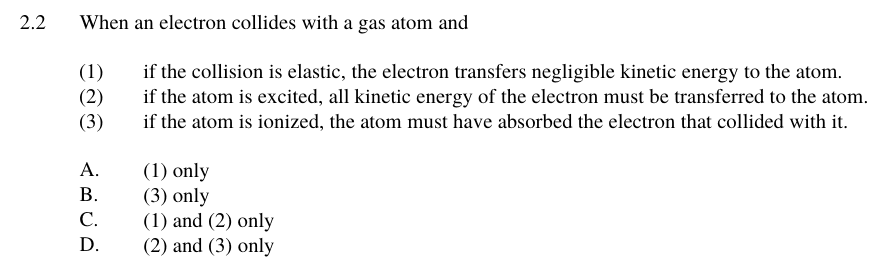 2.2 When an electron collides with a gas atom and
(1) if the collision is elastic, the electron transfers negligible kinetic energy to the atom.
(2) if the atom is excited, all kinetic energy of the electron must be transferred to the atom.
(3) if the atom is ionized, the atom must have absorbed the electron that collided with it.
A. (1) only
B. (3) only
C. (1) and (2) only
D. (2) and (3) only